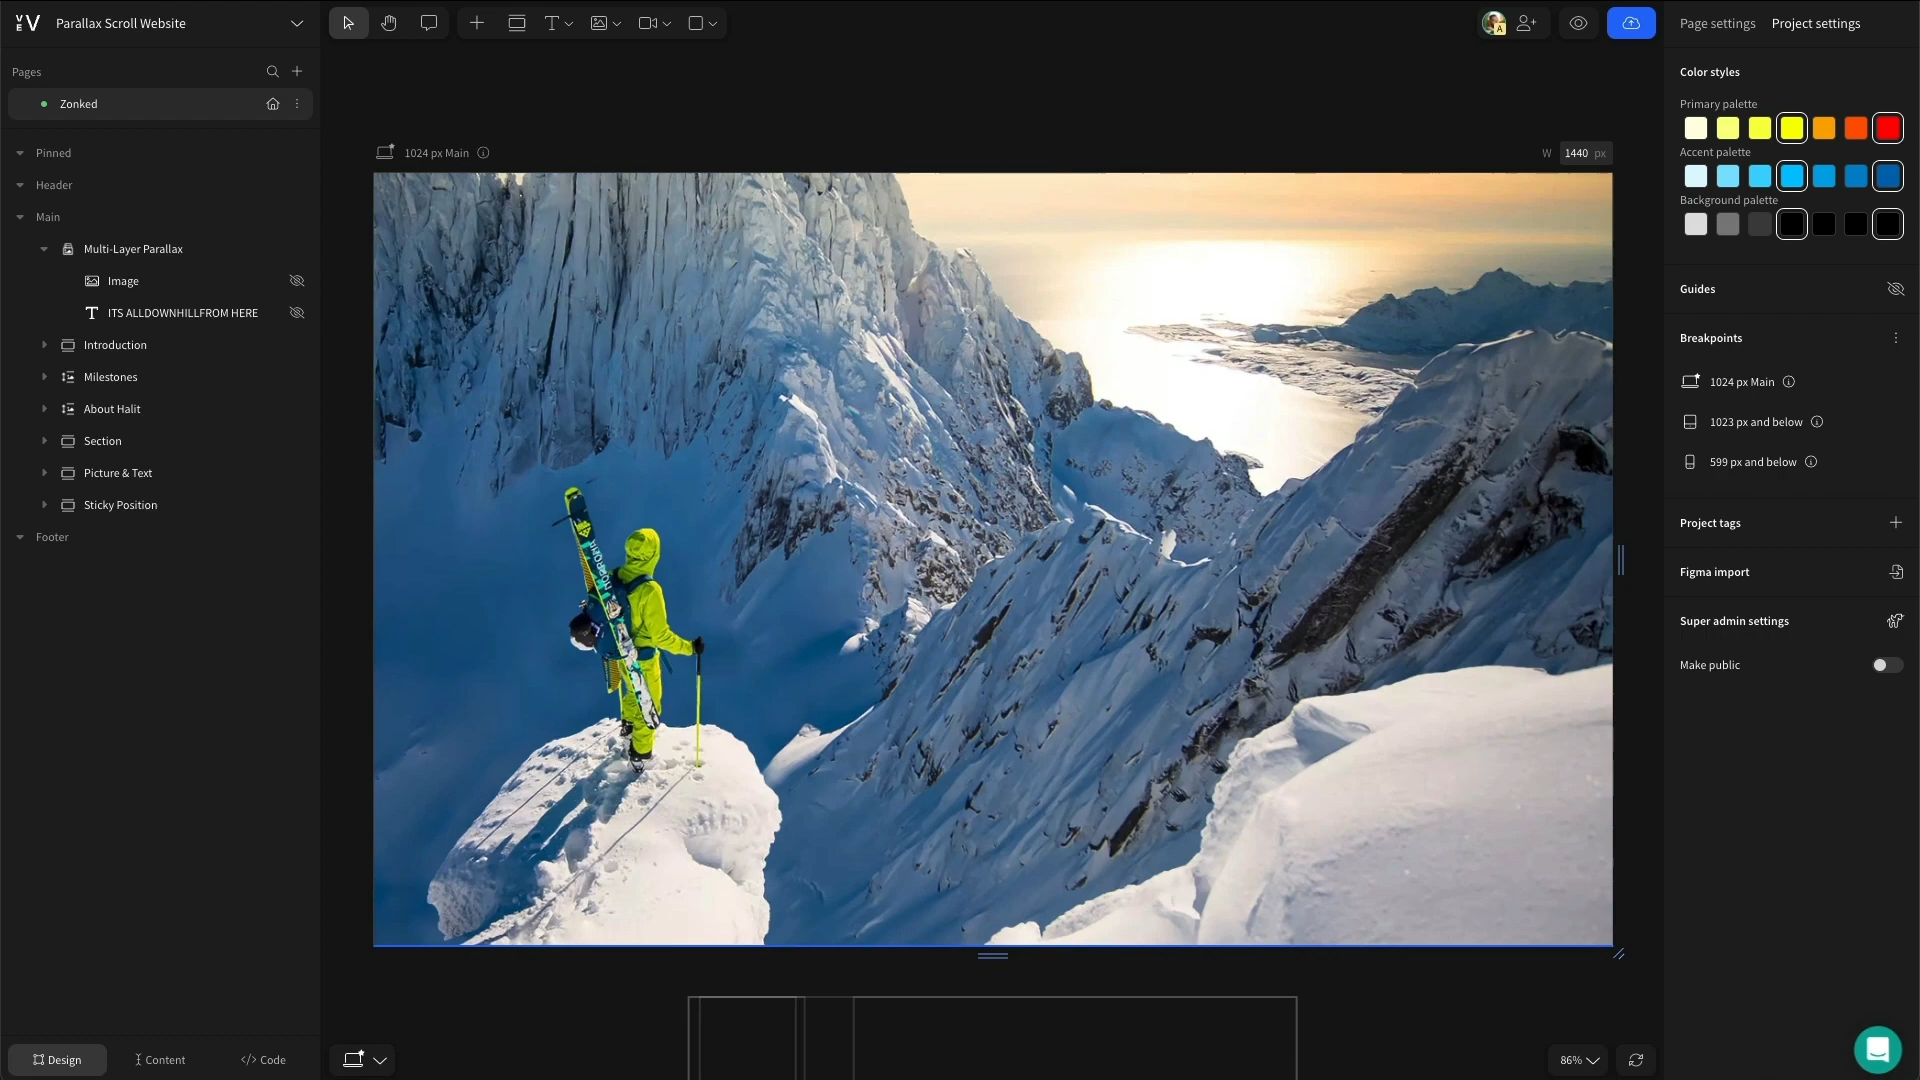 Parallax Scroll Website
Page settings
Project settings
Pages
Zonked
Pinned
Header
Main
Multi-Layer Parallax
Image
ITS ALLDOWNHILLFROM HERE
Introduction
Milestones
About Halit
Section
Picture & Text
Sticky Position
Footer
Design
Content
Code
A
1024 px Main
W 1440 px
86%
Color styles
Primary palette
Accent palette
Background palette
Guides
Breakpoints
1024 px Main
1023 px and below
599 px and below
Project tags
Figma import
Super admin settings
Make public